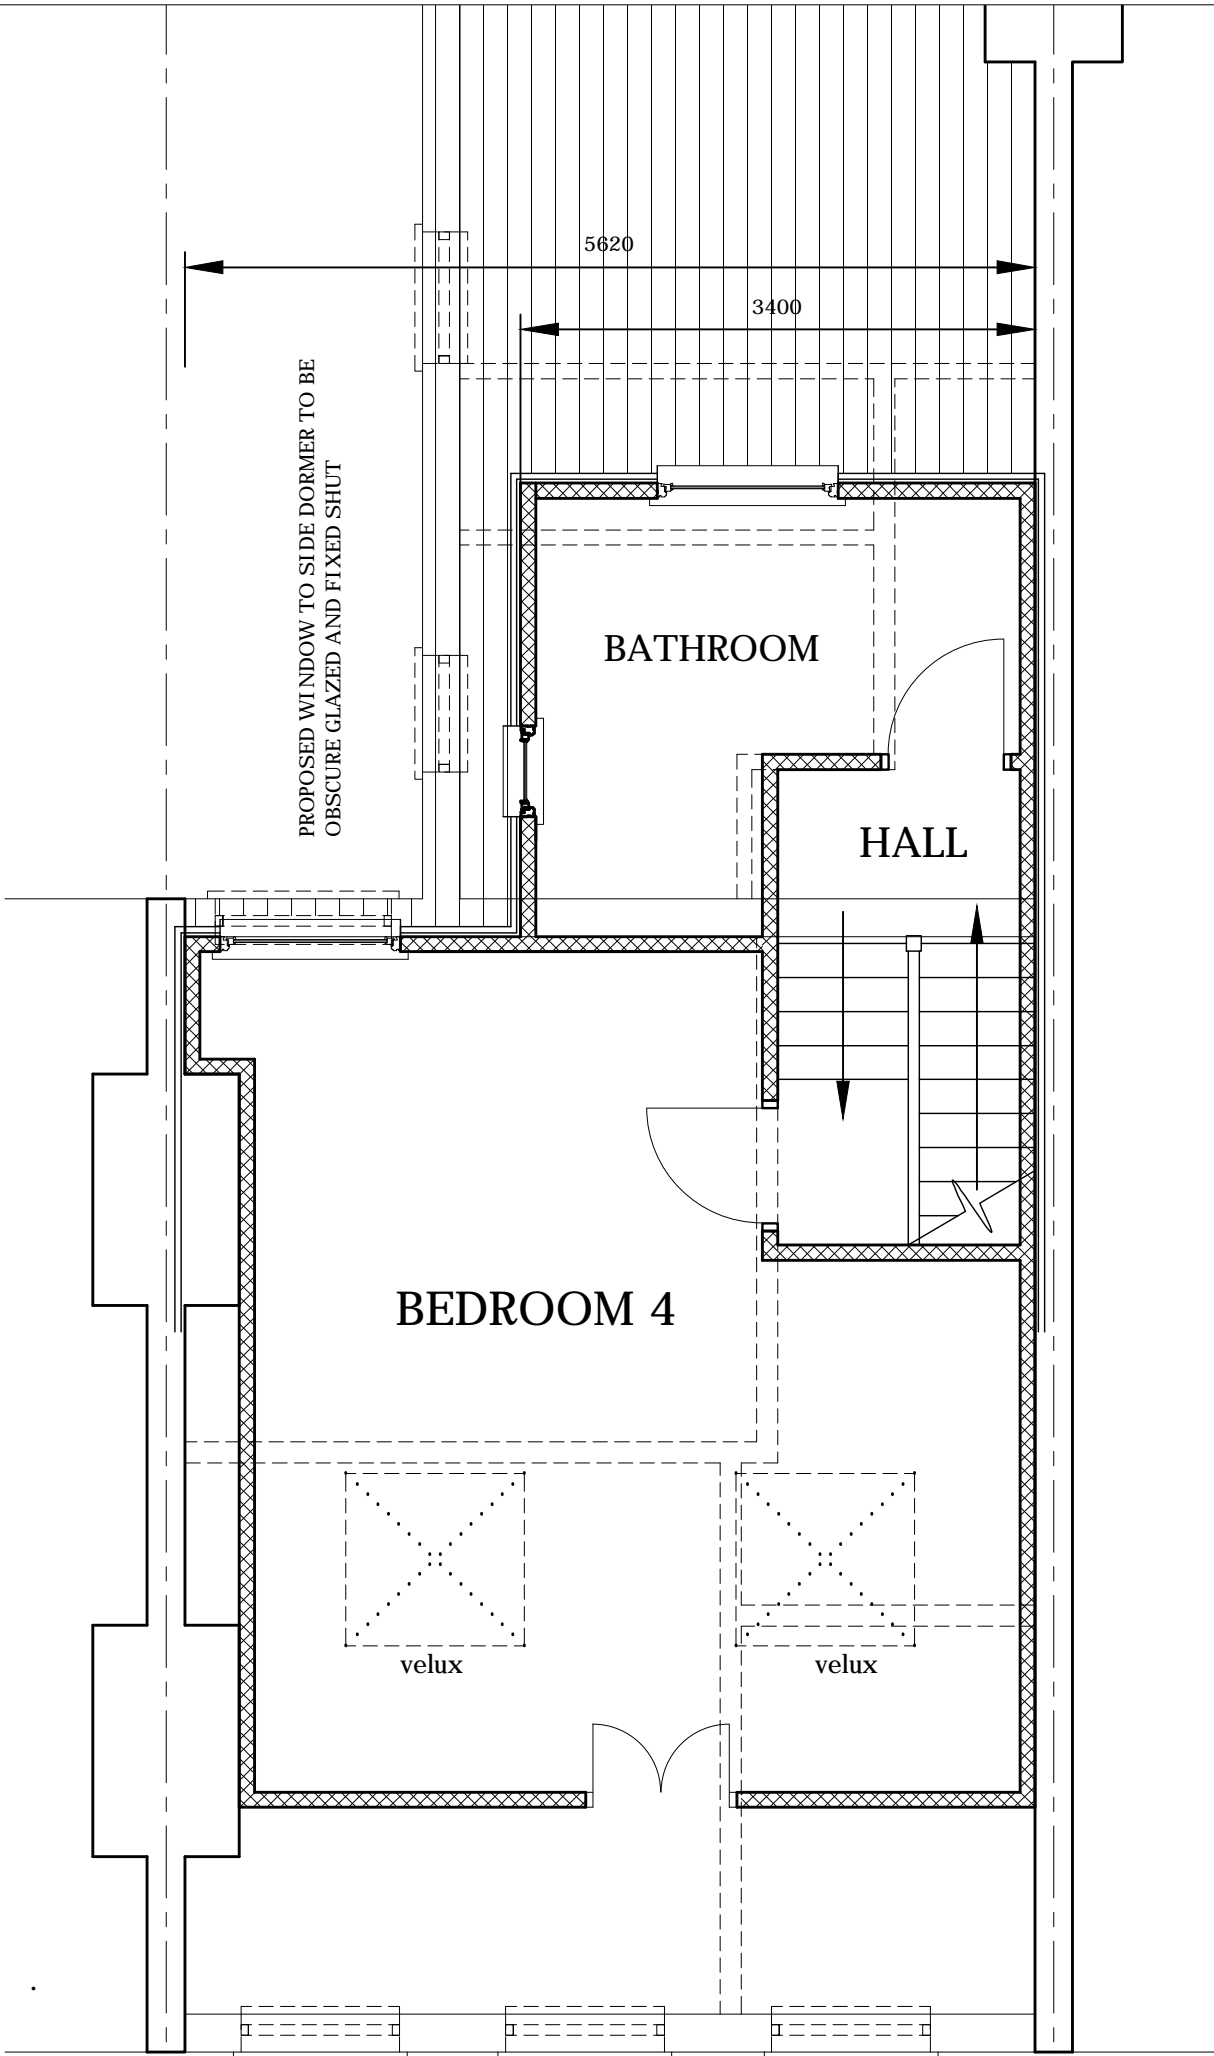 5620
3400
PROPOSED WINDOW TO SIDE DORMER TO BE
OBSCURE GLAZED AND FIXED SHUT
BATHROOM
HALL
BEDROOM 4
velux
velux